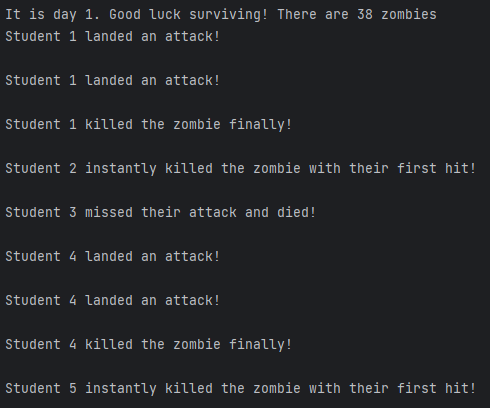 It is day 1. Good luck surviving! There are 38 zombies
Student 1 landed an attack!
Student 1 landed an attack!
Student 1 killed the zombie finally!
Student 2 instantly killed the zombie with their first hit!
Student 3 missed their attack and died!
Student 4 landed an attack!
Student 4 landed an attack!
Student 4 killed the zombie finally!
Student 5 instantly killed the zombie with their first hit!